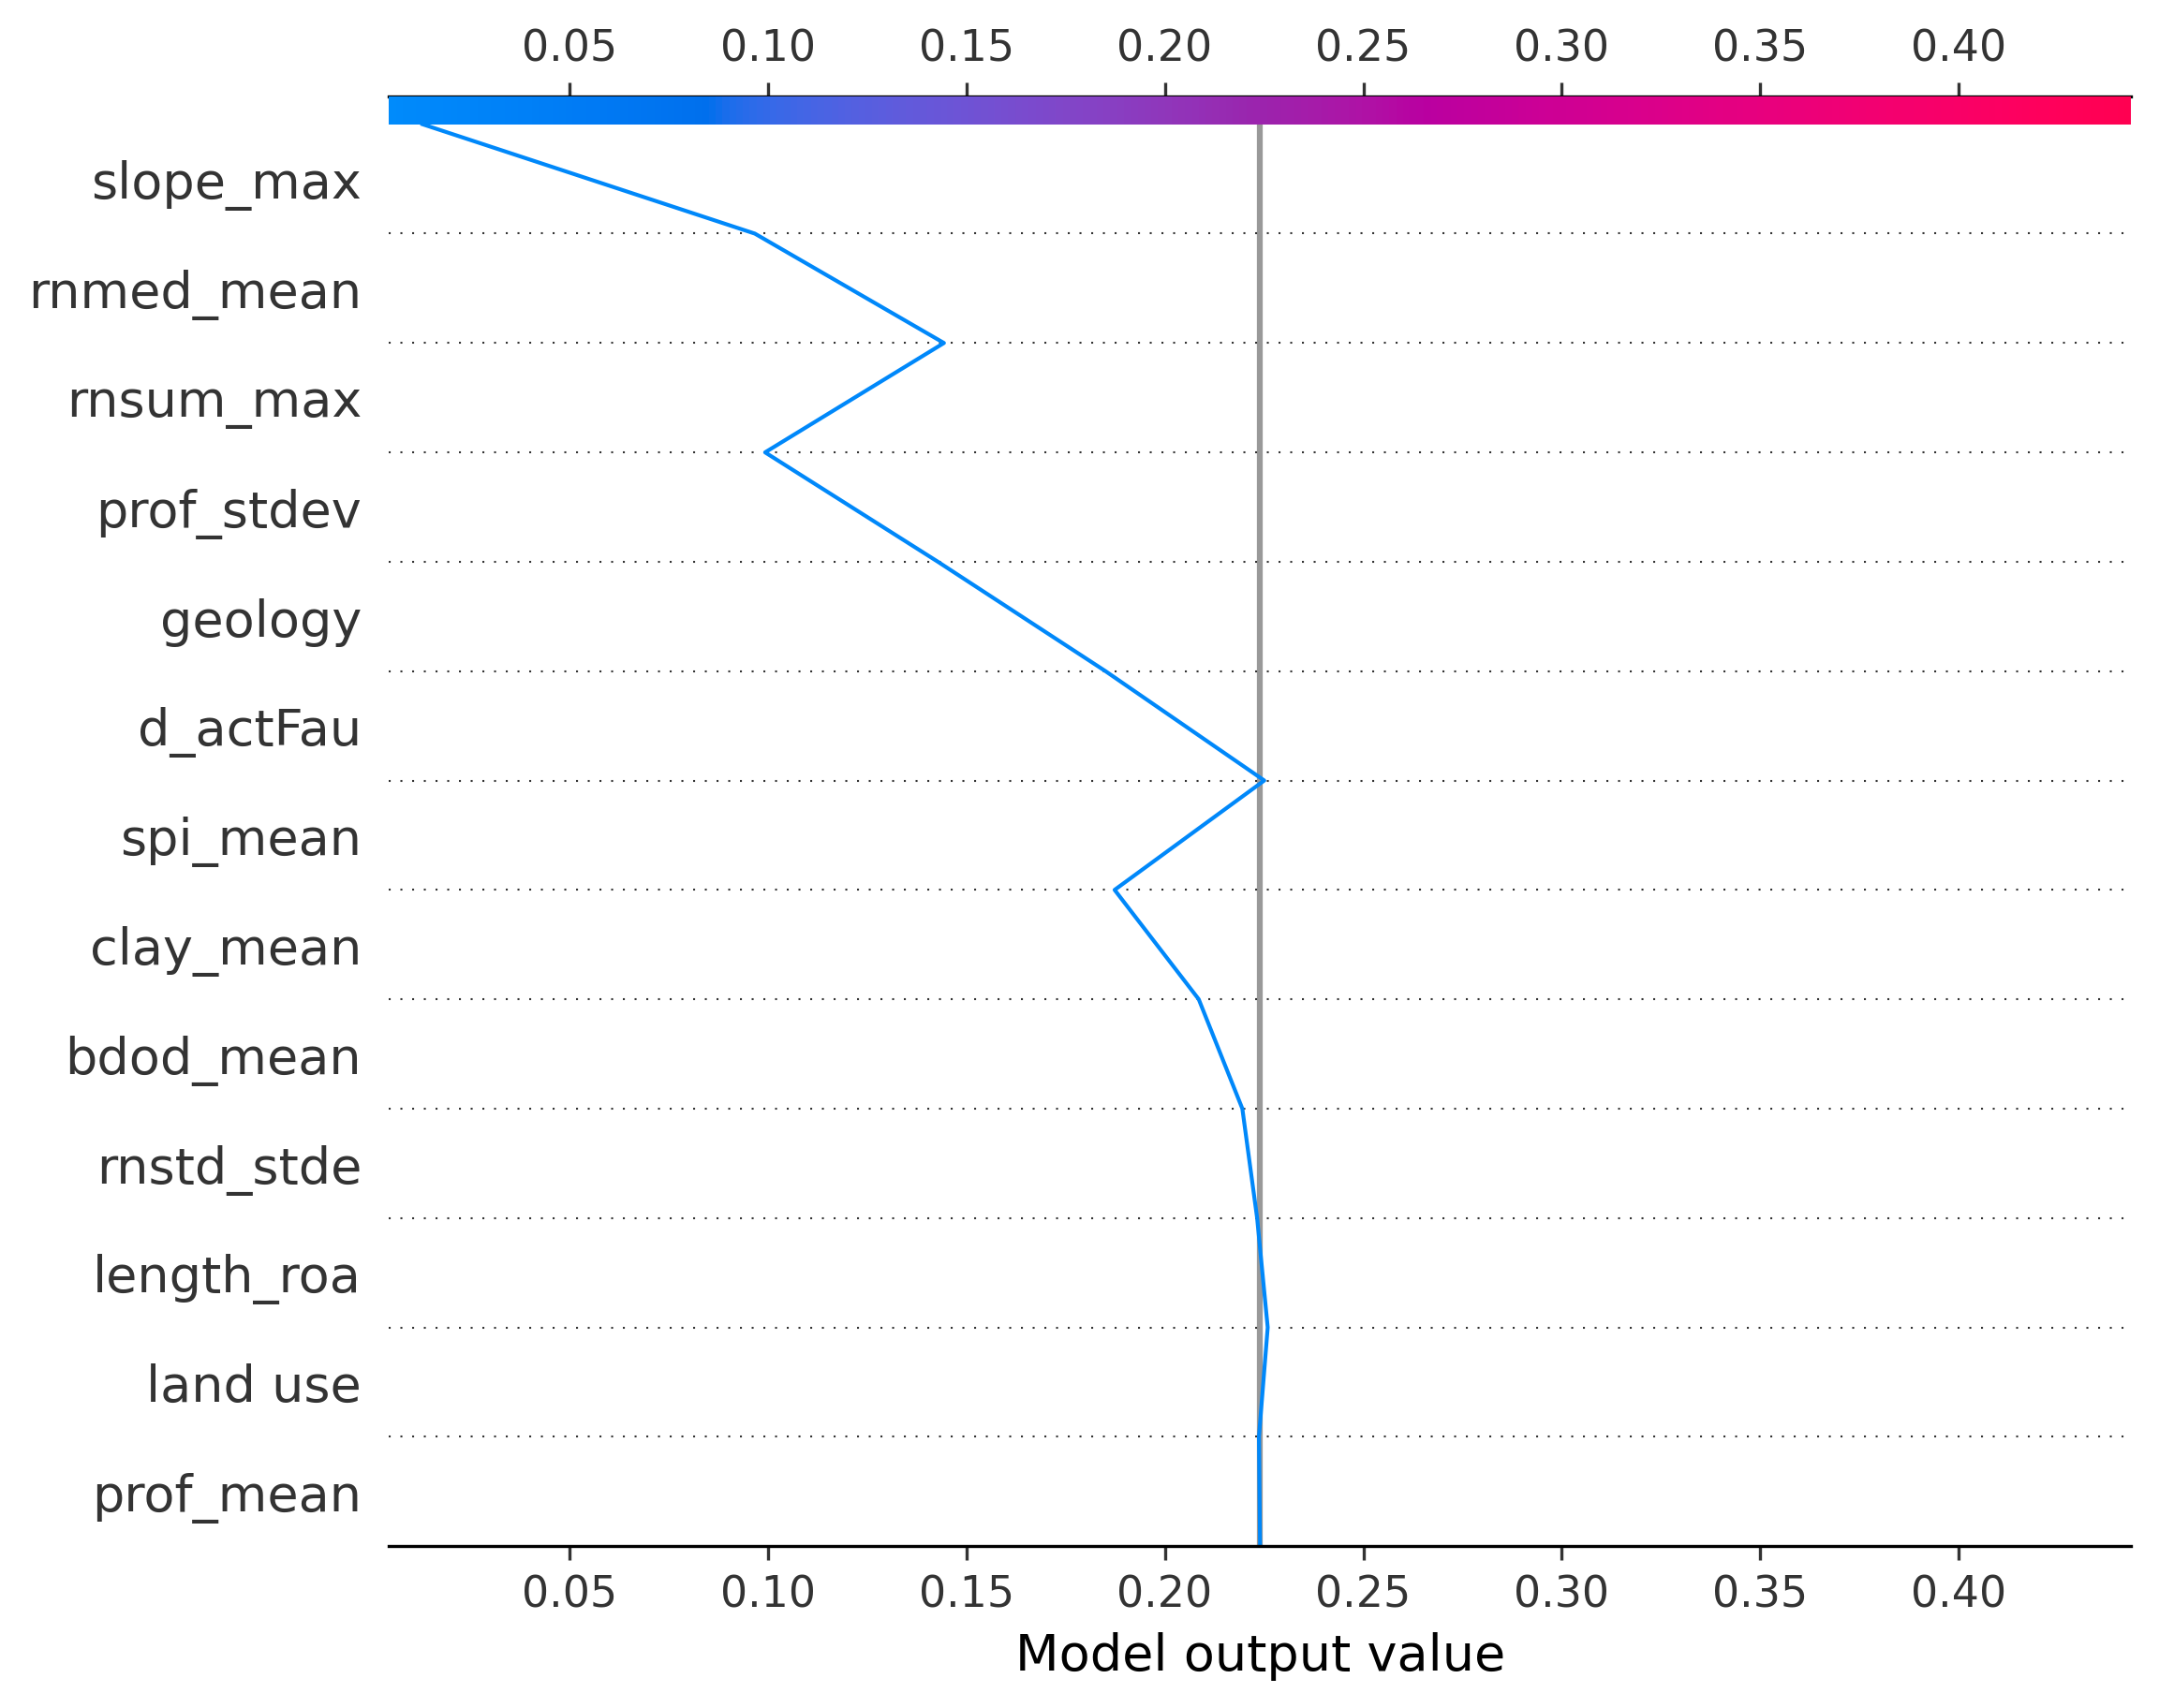 0.05 0.10 0.15 0.20 0.25 0.30 0.35 0.40
slope_max
rnmed_mean
rnsum_max
prof_stdev
geology
d_actFau
spi_mean
clay_mean
bdod_mean
rnstd_stde
length_roa
land use
prof_mean
0.05 0.10 0.15 0.20 0.25 0.30 0.35 0.40
Model output value